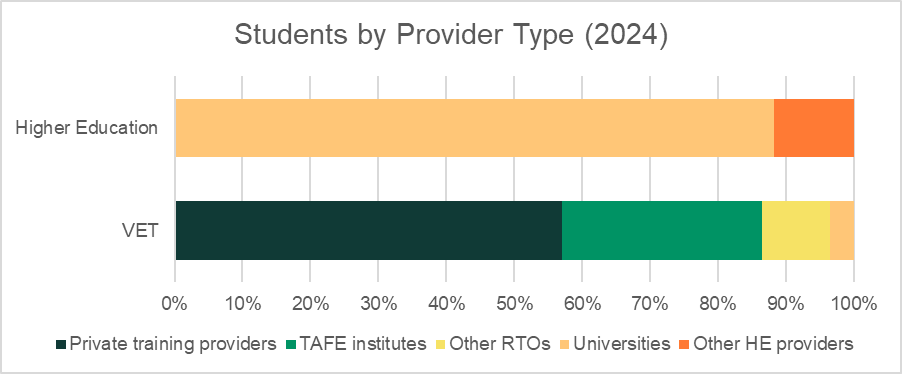 Students by Provider Type (2024)
Higher Education
VET
0% 10% 20% 30% 40% 50% 60% 70% 80% 90% 100%
Private training providers TAFE institutes Other RTOs Universities Other HE providers